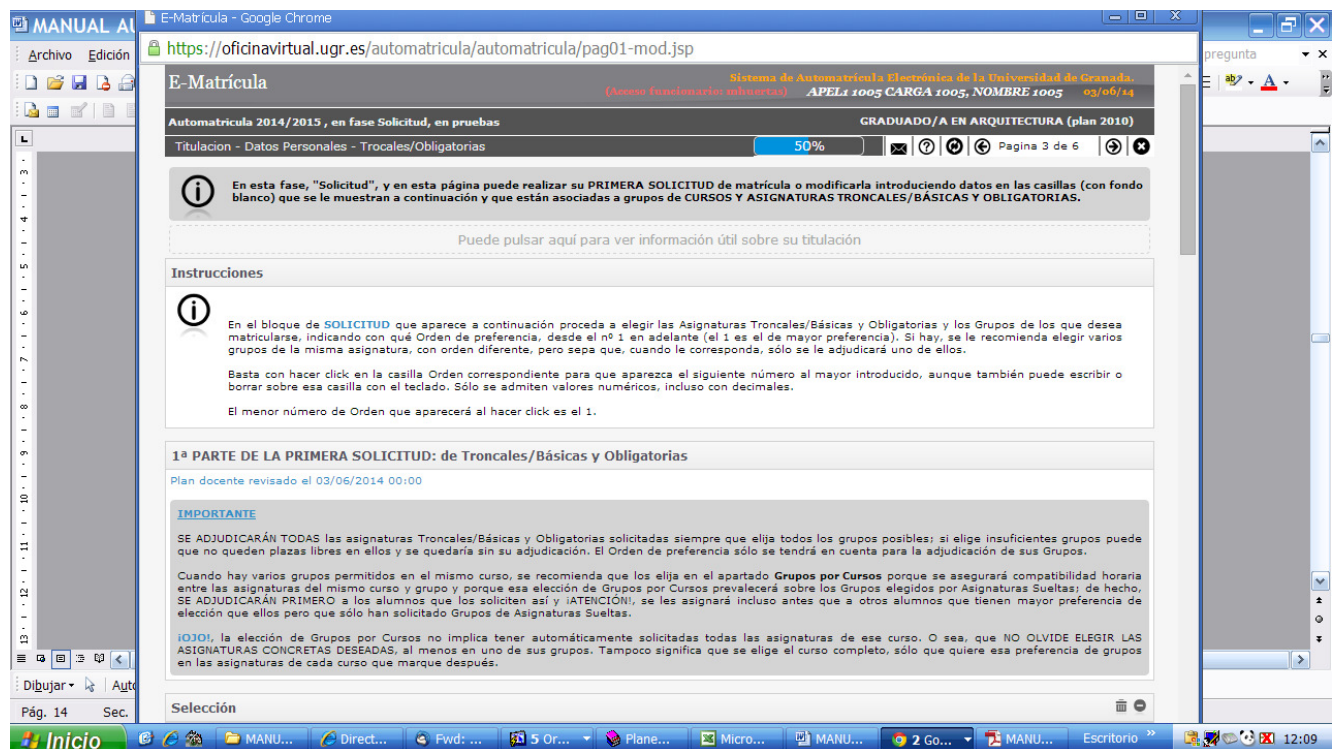 MANUAL AU
E-Matrícula - Google Chrome
Archivo Edición
pregunta
https://oficinavirtual.ugr.es/automatricula/automatricula/pag01-mod.jsp
E-Matrícula
Sistema de Automatrícula Electrónica de la Universidad de Granada.
APEL1 1005 CARGA 1005, NOMBRE 1005 03/06/14
Automatricula 2014/2015 , en fase Solicitud, en pruebas
GRADUADO/A EN ARQUITECTURA (plan 2010)
Titulacion - Datos Personales - Trocales/Obligatorias
50%
Pagina 3 de 6
En esta fase, "Solicitud", y en esta página puede realizar su PRIMERA SOLICITUD de matrícula o modificarla introduciendo datos en las casillas (con fondo
blanco) que se le muestran a continuación y que están asociadas a grupos de CURSOS Y ASIGNATURAS TRONCALES/BÁSICAS Y OBLIGATORIAS.
Puede pulsar aquí para ver información útil sobre su titulación
Instrucciones
En el bloque de SOLICITUD que aparece a continuación proceda a elegir las Asignaturas Troncales/Básicas y Obligatorias y los Grupos de los que desea
matricularse, indicando con qué Orden de preferencia, desde el nº 1 en adelante (el 1 es el de mayor preferencia). Si hay, se le recomienda elegir varios
grupos de la misma asignatura, con orden diferente, pero sepa que, cuando le corresponda, sólo se le adjudicará uno de ellos.
Basta con hacer click en la casilla Orden correspondiente para que aparezca el siguiente número al mayor introducido, aunque también puede escribir o
borrar sobre esa casilla con el teclado. Sólo se admiten valores numéricos, incluso con decimales.
El menor número de Orden que aparecerá al hacer click es el 1.
1ª PARTE DE LA PRIMERA SOLICITUD: de Troncales/Básicas y Obligatorias
Plan docente revisado el 03/06/2014 00:00
IMPORTANTE
SE ADJUDICARÁN TODAS las asignaturas Troncales/Básicas y Obligatorias solicitadas siempre que elija todos los grupos posibles; si elige insuficientes grupos puede
que no queden plazas libres en ellos y se quedaría sin su adjudicación. El Orden de preferencia sólo se tendrá en cuenta para la adjudicación de sus Grupos.
Cuando hay varios grupos permitidos en el mismo curso, se recomienda que los elija en el apartado Grupos por Cursos porque se asegurará compatibilidad horaria
entre las asignaturas del mismo curso y grupo y porque esa elección de Grupos por Cursos prevalecerá sobre los Grupos elegidos por Asignaturas Sueltas; de hecho,
SE ADJUDICARÁN PRIMERO a los alumnos que los soliciten así y ¡ATENCIÓN!, se les asignará incluso antes que a otros alumnos que tienen mayor preferencia de
elección que ellos pero que sólo han solicitado Grupos de Asignaturas Sueltas.
¡OJO!, la elección de Grupos por Cursos no implica tener automáticamente solicitadas todas las asignaturas de ese curso. O sea, que NO OLVIDE ELEGIR LAS
ASIGNATURAS CONCRETAS DESEADAS, al menos en uno de sus grupos. Tampoco significa que se elige el curso completo, sólo que quiere esa preferencia de grupos
en las asignaturas de cada curso que marque después.
Selección
Dibujar Auto
Pág. 14 Sec.
Inicio MANU... Direct... Fwd: ... 5 Or... Plane... Micro... MANU... 2 Go... MANU... Escritorio 12:09